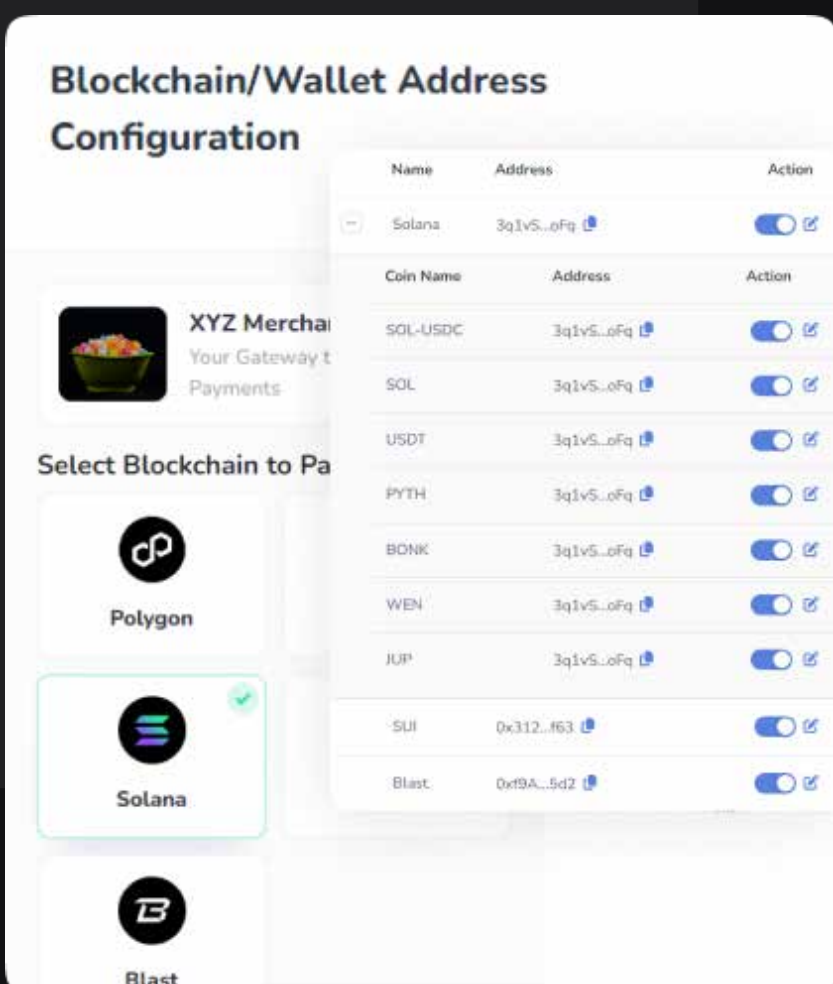 Blockchain/Wallet Address
Configuration
Name Address Action
Solana 3q1vS...oFq
Coin Name Address Action
SOL-USDC 3q1vS...oFq
SOL 3q1vS...oFq
USDT 3q1vS...oFq
PYTH 3q1vS...oFq
BONK 3q1vS...oFq
WEN 3q1vS...oFq
JUP 3q1vS...oFq
SUI 0x312...f63
Blast 0xf9A...5d2
XYZ Merchan
Your Gateway t
Payments
Select Blockchain to Pa
Polygon
Solana
Blast